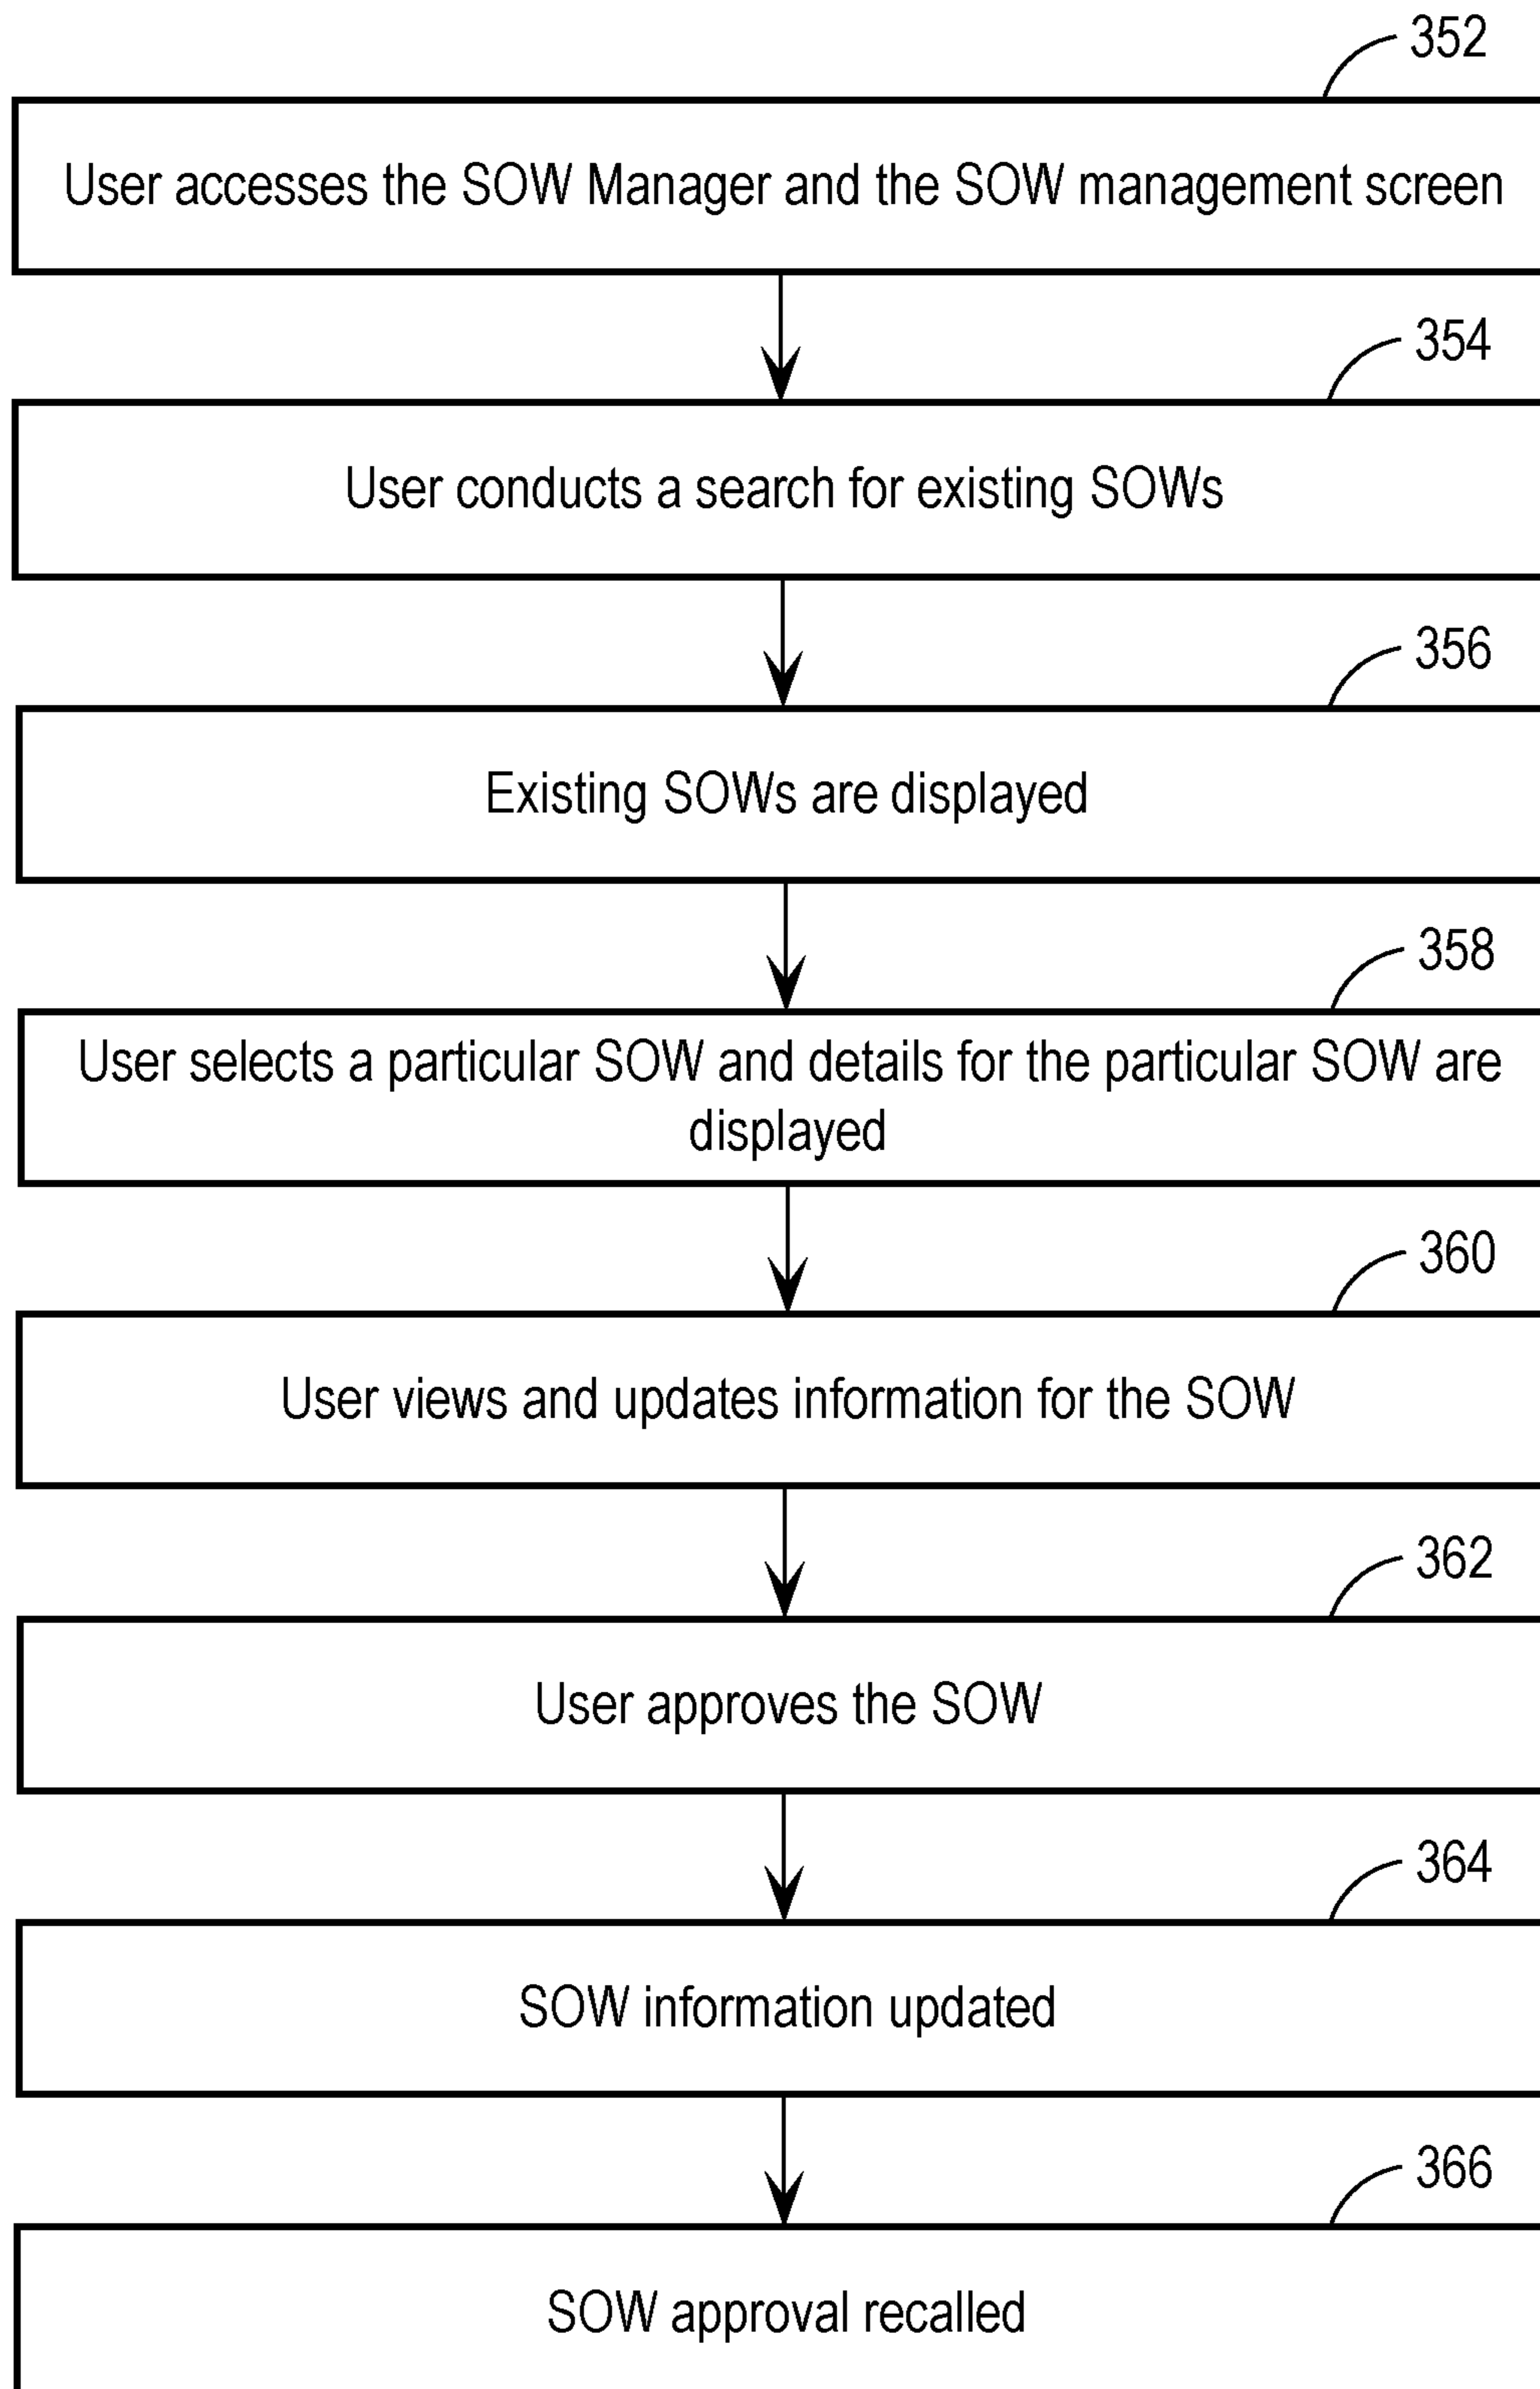 352
User accesses the SOW Manager and the SOW management screen
354
User conducts a search for existing SOWs
356
Existing SOWs are displayed
358
User selects a particular SOW and details for the particular SOW are
displayed
360
User views and updates information for the SOW
362
User approves the SOW
364
SOW information updated
366
SOW approval recalled